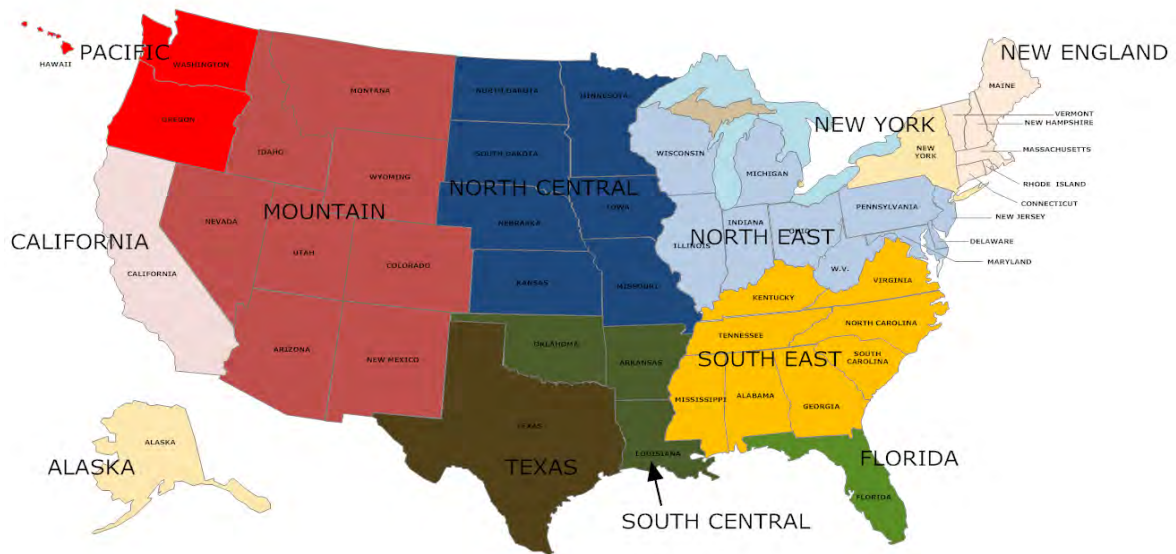 PACIFIC
HAWAII
WASHINGTON
OREGON
MONTANA
IDAHO
WYOMING
NEVADA
MOUNTAIN
UTAH
COLORADO
ARIZONA
NEW MEXICO
CALIFORNIA
CALIFORNIA
ALASKA
ALASKA
NORTH DAKOTA
MINNESOTA
SOUTH DAKOTA
NORTH CENTRAL
IOWA
NEBRASKA
KANSAS
MISSOURI
OKLAHOMA
ARKANSAS
TEXAS
TEXAS
LOUISIANA
SOUTH CENTRAL
WISCONSIN
MICHIGAN
ILLINOIS
INDIANA
OHIO
NORTH EAST
PENNSYLVANIA
W.V.
NEW JERSEY
DELAWARE
MARYLAND
NEW YORK
NEW
YORK
NEW ENGLAND
MAINE
VERMONT
NEW HAMPSHIRE
MASSACHUSETTS
RHODE ISLAND
CONNECTICUT
KENTUCKY
VIRGINIA
TENNESSEE
NORTH CAROLINA
SOUTH EAST
SOUTH
CAROLINA
MISSISSIPPI
ALABAMA
GEORGIA
FLORIDA
FLORIDA